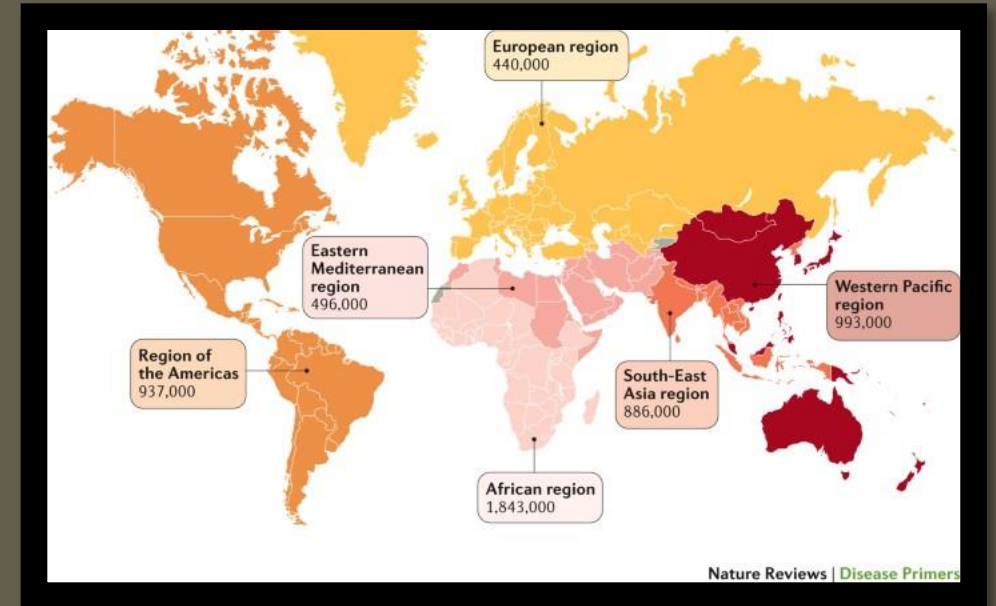 European region
440,000
Eastern
Mediterranean
region
496,000
Western Pacific
region
993,000
Region of
the Americas
937,000
South-East
Asia region
886,000
African region
1,843,000
Nature Reviews | Disease Primers